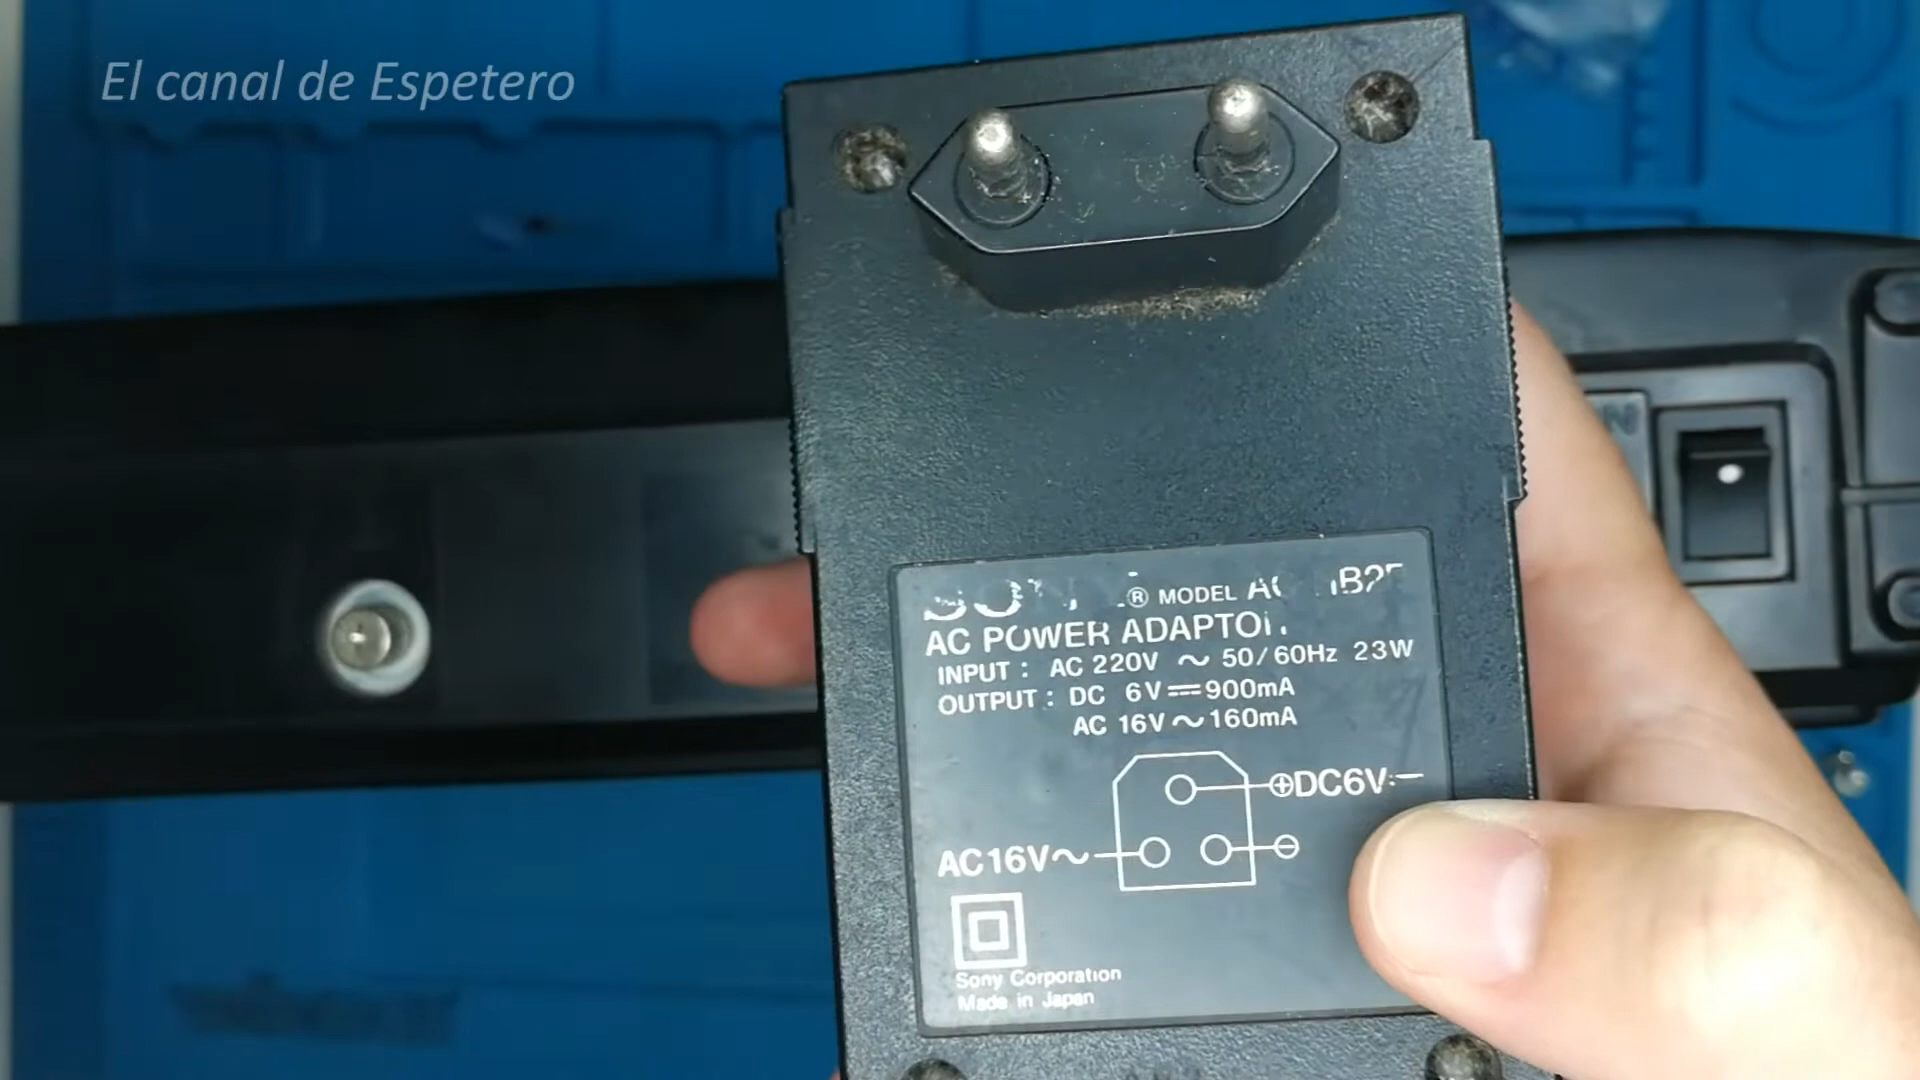 El canal de Espetero
® MODEL
AC POWER ADAPTOR
INPUT : AC 220V ~ 50/60Hz 23W
OUTPUT : DC 6V⎓900mA
AC 16V~160mA
⊕DC6V
AC16V~ ⊖
Sony Corporation
Made in Japan